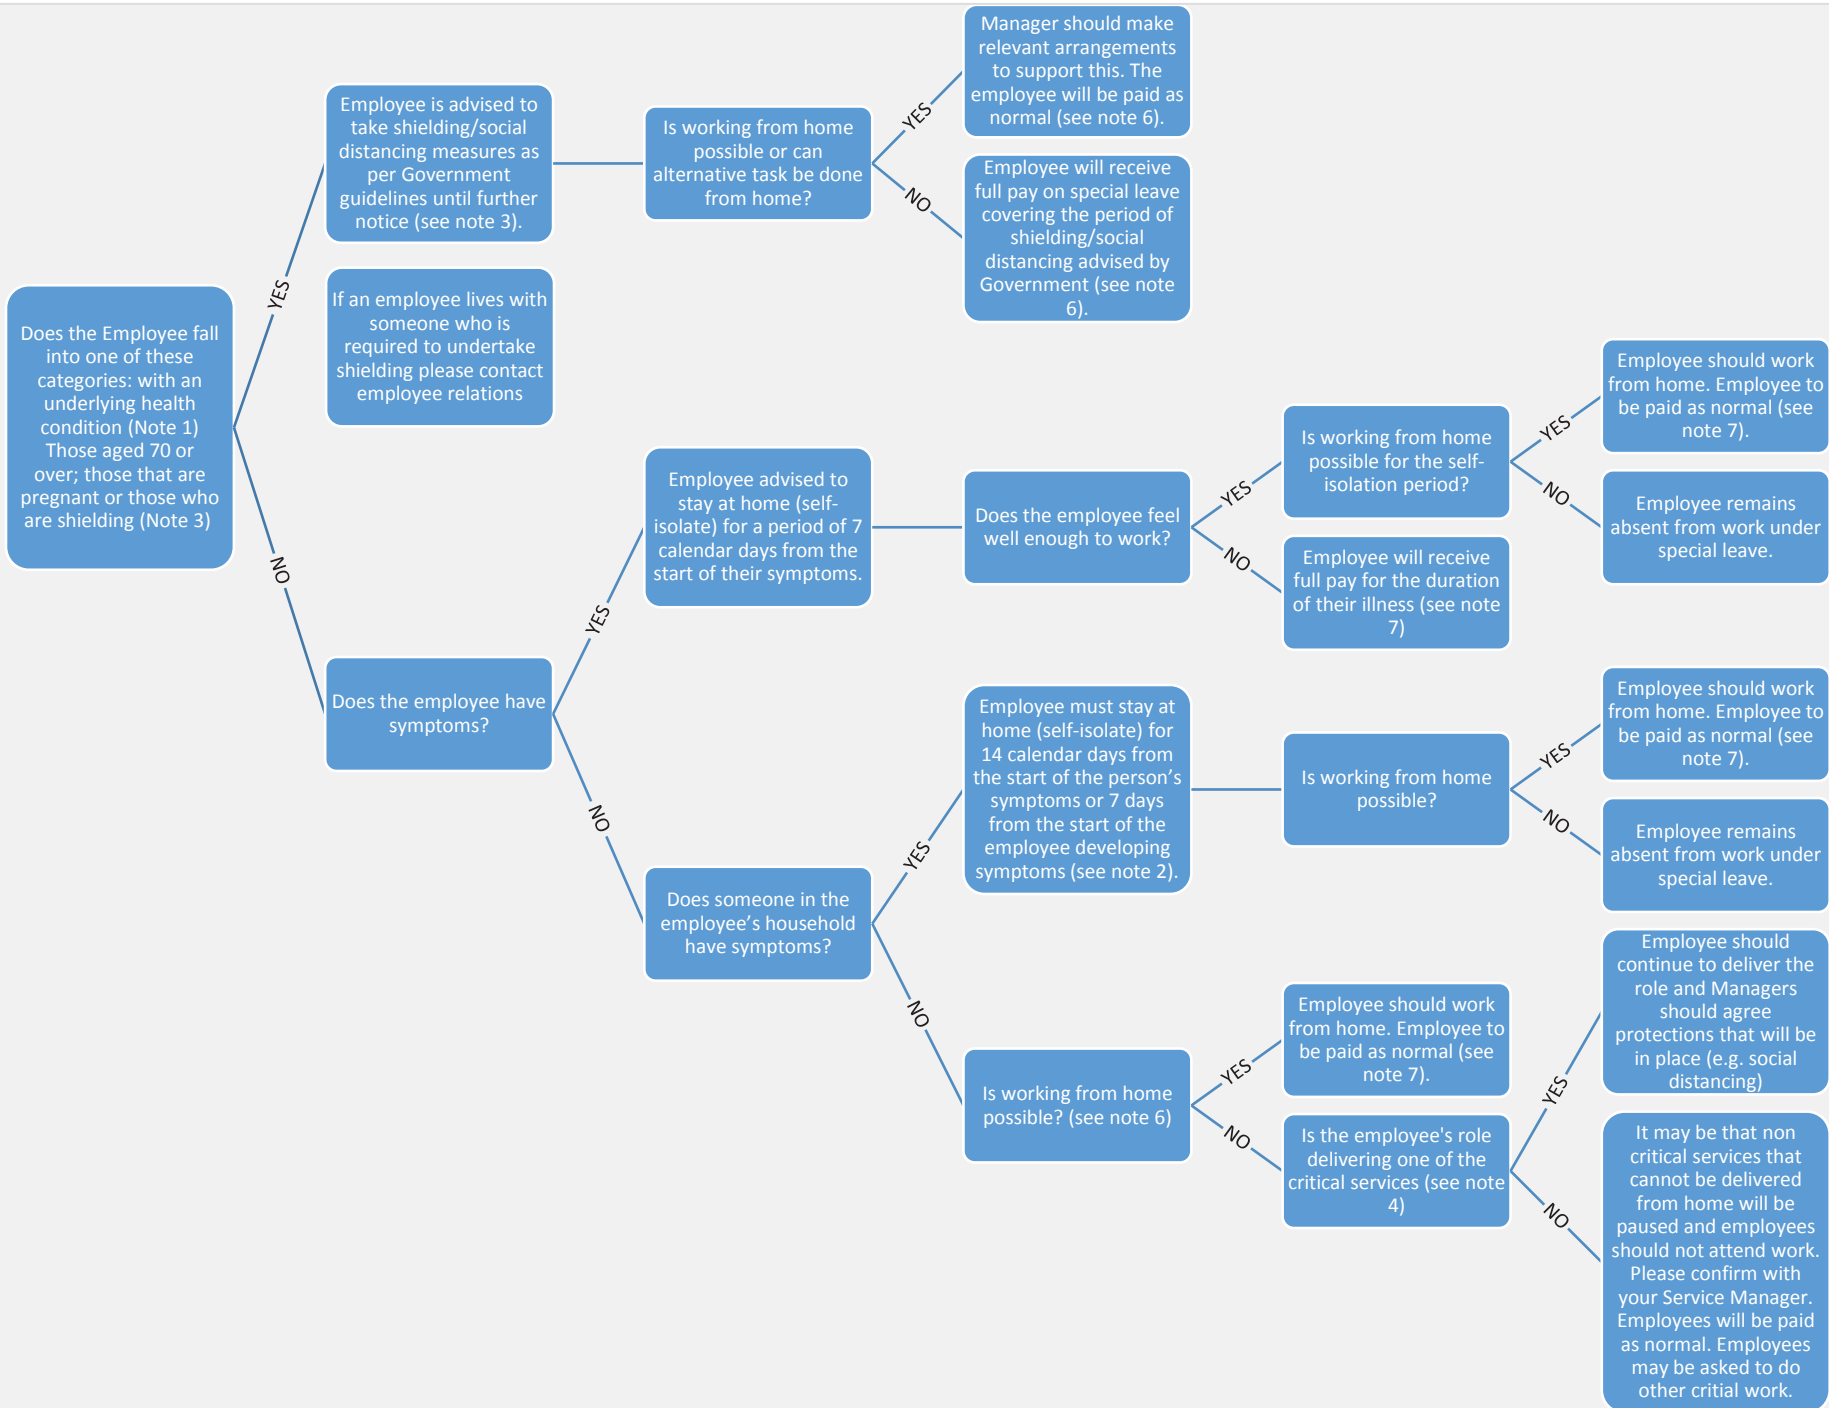 Does the Employee fall
into one of these
categories: with an
underlying health
condition (Note 1)
Those aged 70 or
over; those that are
pregnant or those who
are shielding (Note 3)
YES
NO
Employee is advised to
take shielding/social
distancing measures as
per Government
guidelines until further
notice (see note 3).
If an employee lives with
someone who is
required to undertake
shielding please contact
employee relations
Is working from home
possible or can
alternative task be done
from home?
YES
NO
Manager should make
relevant arrangements
to support this. The
employee will be paid as
normal (see note 6).
Employee will receive
full pay on special leave
covering the period of
shielding/social
distancing advised by
Government (see note
6).
Does the employee have
symptoms?
YES
NO
Employee advised to
stay at home (self-
isolate) for a period of 7
calendar days from the
start of their symptoms.
Does the employee feel
well enough to work?
YES
NO
Is working from home
possible for the self-
isolation period?
YES
NO
Employee should work
from home. Employee to
be paid as normal (see
note 7).
Employee remains
absent from work under
special leave.
Employee will receive
full pay for the duration
of their illness (see note
7)
Does someone in the
employee’s household
have symptoms?
YES
NO
Employee must stay at
home (self-isolate) for
14 calendar days from
the start of the person’s
symptoms or 7 days
from the start of the
employee developing
symptoms (see note 2).
Is working from home
possible?
YES
NO
Employee should work
from home. Employee to
be paid as normal (see
note 7).
Employee remains
absent from work under
special leave.
Is working from home
possible? (see note 6)
YES
NO
Employee should work
from home. Employee to
be paid as normal (see
note 7).
Is the employee's role
delivering one of the
critical services (see note
4)
YES
NO
Employee should
continue to deliver the
role and Managers
should agree
protections that will be
in place (e.g. social
distancing)
It may be that non
critical services that
cannot be delivered
from home will be
paused and employees
should not attend work.
Please confirm with
your Service Manager.
Employees will be paid
as normal. Employees
may be asked to do
other critial work.